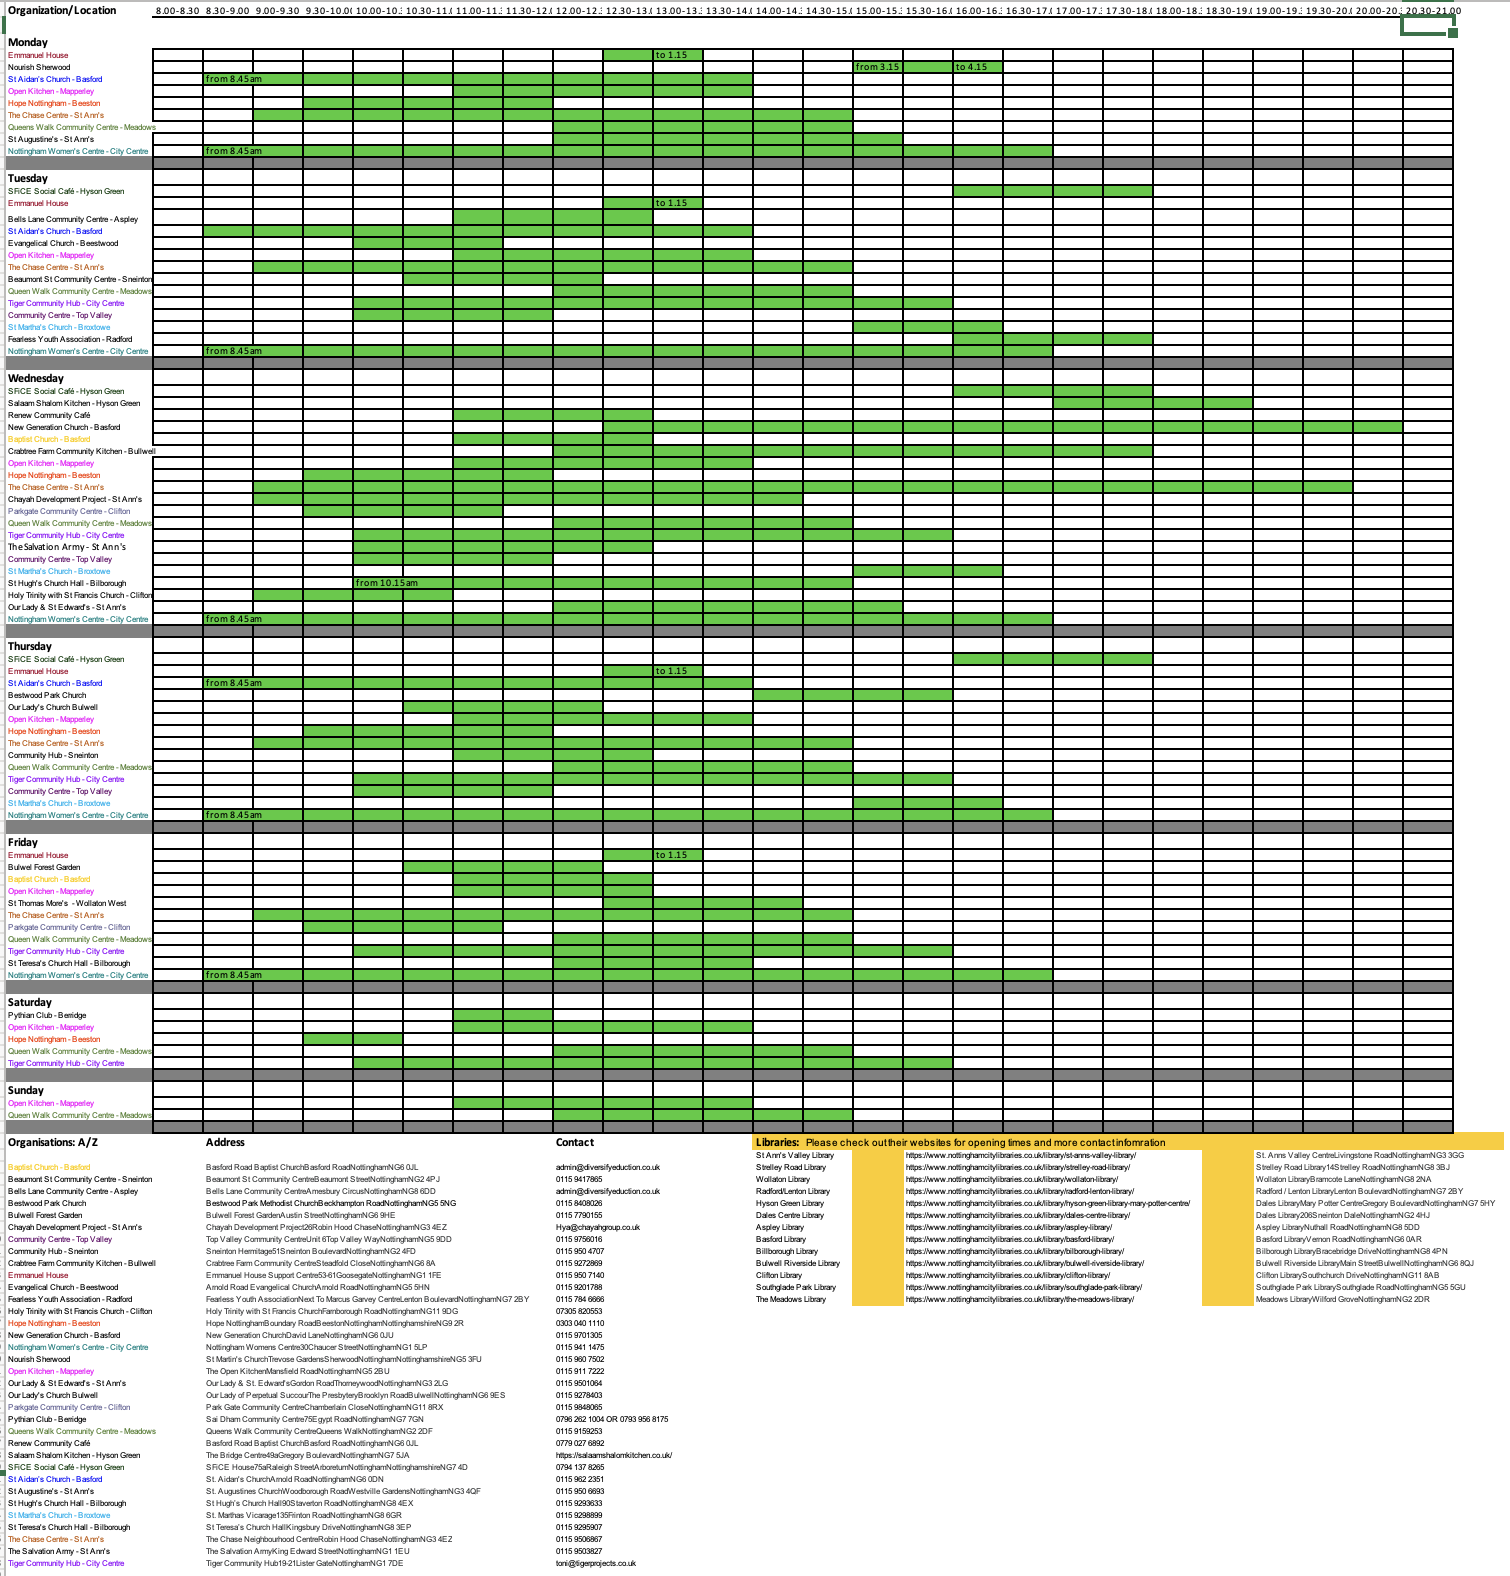 Organization/Location 8.00-8.30 8.30-9.00 9.00-9.30 9.30-10.00 10.00-10.3 10.30-11.0 11.00-11.3 11.30-12.0 12.00-12.3 12.30-13.0 13.00-13.3 13.30-14.0 14.00-14.3 14.30-15.0 15.00-15.3 15.30-16.0 16.00-16.3 16.30-17.0 17.00-17.3 17.30-18.0 18.00-18.3 18.30-19.0 19.00-19.3 19.30-20.0 20.00-20.3 20.30-21.00
Monday
Emmanuel House to 1.15
Nourish Sherwood from 3.15 to 4.15
St Aidan's Church - Basford from 8.45am
Open Kitchen - Mapperley
Hope Nottingham - Beeston
The Chase Centre - St Ann's
Queens Walk Community Centre - Meadows
St Augustine's - St Ann's
Nottingham Women's Centre - City Centre from 8.45am
Tuesday
SFiCE Social Café - Hyson Green
Emmanuel House to 1.15
Bells Lane Community Centre - Aspley
St Aidan's Church - Basford
Evangelical Church - Beestwood
Open Kitchen - Mapperley
The Chase Centre - St Ann's
Beaumont St Community Centre - Sneinton
Queen Walk Community Centre - Meadows
Tiger Community Hub - City Centre
Community Centre - Top Valley
St Martha's Church - Broxtowe
Fearless Youth Association - Radford
Nottingham Women's Centre - City Centre from 8.45am
Wednesday
SFiCE Social Café - Hyson Green
Salaam Shalom Kitchen - Hyson Green
Renew Community Café
New Generation Church - Basford
Baptist Church - Basford
Crabtree Farm Community Kitchen - Bullwell
Open Kitchen - Mapperley
Hope Nottingham - Beeston
The Chase Centre - St Ann's
Chayah Development Project - St Ann's
Parkgate Community Centre - Clifton
Queen Walk Community Centre - Meadows
Tiger Community Hub - City Centre
The Salvation Army - St Ann's
Community Centre - Top Valley
St Martha's Church - Broxtowe
St Hugh's Church Hall - Bilborough from 10.15am
Holy Trinity with St Francis Church - Clifton
Our Lady & St Edward's - St Ann's
Nottingham Women's Centre - City Centre from 8.45am
Thursday
SFiCE Social Café - Hyson Green
Emmanuel House to 1.15
St Aidan's Church - Basford from 8.45am
Bestwood Park Church
Our Lady's Church Bulwell
Open Kitchen - Mapperley
Hope Nottingham - Beeston
The Chase Centre - St Ann's
Community Hub - Sneinton
Queen Walk Community Centre - Meadows
Tiger Community Hub - City Centre
Community Centre - Top Valley
St Martha's Church - Broxtowe
Nottingham Women's Centre - City Centre from 8.45am
Friday
Emmanuel House to 1.15
Bulwel Forest Garden
Baptist Church - Basford
Open Kitchen - Mapperley
St Thomas More's - Wollaton West
The Chase Centre - St Ann's
Parkgate Community Centre - Clifton
Queen Walk Community Centre - Meadows
Tiger Community Hub - City Centre
St Teresa's Church Hall - Bilborough
Nottingham Women's Centre - City Centre from 8.45am
Saturday
Pythian Club - Berridge
Open Kitchen - Mapperley
Hope Nottingham - Beeston
Queen Walk Community Centre - Meadows
Tiger Community Hub - City Centre
Sunday
Open Kitchen - Mapperley
Queen Walk Community Centre - Meadows
Organisations: A/Z Address Contact Libraries: Please check out their websites for opening times and more contact infomration
St Ann's Valley Library https://www.nottinghamcitylibraries.co.uk/library/st-anns-valley-library/ St. Anns Valley CentreLivingstone RoadNottinghamNG3 3GG
Baptist Church - Basford Basford Road Baptist ChurchBasford RoadNottinghamNG6 0JL admin@diversifyeduction.co.uk Strelley Road Library https://www.nottinghamcitylibraries.co.uk/library/strelley-road-library/ Strelley Road Library14Strelley RoadNottinghamNG8 3BJ
Beaumont St Community Centre - Sneinton Beaumont St Community CentreBeaumont StreetNottinghamNG2 4PJ 0115 9417865 Wollaton Library https://www.nottinghamcitylibraries.co.uk/library/wollaton-library/ Wollaton LibraryBramcote LaneNottinghamNG8 2NA
Bells Lane Community Centre - Aspley Bells Lane Community CentreAmesbury CircusNottinghamNG8 6DD admin@diversifyeduction.co.uk Radford/Lenton Library https://www.nottinghamcitylibraries.co.uk/library/radford-lenton-library/ Radford / Lenton LibraryLenton BoulevardNottinghamNG7 2BY
Bestwood Park Church Bestwood Park Methodist ChurchBeckhampton RoadNottinghamNG5 5NG 0115 8408026 Hyson Green Library https://www.nottinghamcitylibraries.co.uk/library/hyson-green-library-mary-potter-centre/ Dales LibraryMary Potter CentreGregory BoulevardNottinghamNG7 5HY
Bulwell Forest Garden Bulwell Forest GardenAustin StreetNottinghamNG6 9HE 0115 7790155 Dales Centre Library https://www.nottinghamcitylibraries.co.uk/library/dales-centre-library/ Dales Library206Sneinton DaleNottinghamNG2 4HJ
Chayah Development Project - St Ann's Chayah Development Project26Robin Hood ChaseNottinghamNG3 4EZ Hya@chayahgroup.co.uk Aspley Library https://www.nottinghamcitylibraries.co.uk/library/aspley-library/ Aspley LibraryNuthall RoadNottinghamNG8 5DD
Community Centre - Top Valley Top Valley Community CentreUnit 6Top Valley WayNottinghamNG5 9DD 0115 9756016 Basford Library https://www.nottinghamcitylibraries.co.uk/library/basford-library/ Basford LibraryVernon RoadNottinghamNG6 0AR
Community Hub - Sneinton Sneinton Hermitage51Sneinton BoulevardNottinghamNG2 4FD 0115 950 4707 Billborough Library https://www.nottinghamcitylibraries.co.uk/library/bilborough-library/ Bilborough LibraryBracebridge DriveNottinghamNG8 4PN
Crabtree Farm Community Kitchen - Bullwell Crabtree Farm Community CentreSteadfold CloseNottinghamNG6 8A 0115 9272869 Bulwell Riverside Library https://www.nottinghamcitylibraries.co.uk/library/bulwell-riverside-library/ Bulwell Riverside LibraryMain StreetBulwellNottinghamNG6 8QJ
Emmanuel House Emmanuel House Support Centre53-61GoosegateNottinghamNG1 1FE 0115 950 7140 Clifton Library https://www.nottinghamcitylibraries.co.uk/library/clifton-library/ Clifton LibrarySouthchurch DriveNottinghamNG11 8AB
Evangelical Church - Beestwood Arnold Road Evangelical ChurchArnold RoadNottinghamNG5 5HN 0115 9201788 Southglade Park Library https://www.nottinghamcitylibraries.co.uk/library/southglade-park-library/ Southglade Park LibrarySouthglade RoadNottinghamNG5 5GU
Fearless Youth Association - Radford Fearless Youth AssociationNext To Marcus Garvey CentreLenton BoulevardNottinghamNG7 2BY 0115 784 6666 The Meadows Library https://www.nottinghamcitylibraries.co.uk/library/the-meadows-library/ Meadows LibraryWilford GroveNottinghamNG2 2DR
Holy Trinity with St Francis Church - Clifton Holy Trinity with St Francis ChurchFarnborough RoadNottinghamNG11 9DG 07305 820553
Hope Nottingham - Beeston Hope NottinghamBoundary RoadBeestonNottinghamNottinghamshireNG9 2R 0303 040 1110
New Generation Church - Basford New Generation ChurchDavid LaneNottinghamNG6 0JU 0115 9701305
Nottingham Women's Centre - City Centre Nottingham Womens Centre30Chaucer StreetNottinghamNG1 5LP 0115 941 1475
Nourish Sherwood St Martin's ChurchTrevose GardensSherwoodNottinghamNottinghamshireNG5 3FU 0115 960 7502
Open Kitchen - Mapperley The Open KitchenMansfield RoadNottinghamNG5 2BU 0115 911 7222
Our Lady & St Edward's - St Ann's Our Lady & St. Edward'sGordon RoadThorneywoodNottinghamNG3 2LG 0115 9501064
Our Lady's Church Bulwell Our Lady of Perpetual SuccourThe PresbyteryBrooklyn RoadBulwellNottinghamNG6 9ES 0115 9278403
Parkgate Community Centre - Clifton Park Gate Community CentreChamberlain CloseNottinghamNG11 8RX 0115 9848065
Pythian Club - Berridge Sai Dham Community Centre75Egypt RoadNottinghamNG7 7GN 0796 262 1004 OR 0793 956 8175
Queens Walk Community Centre - Meadows Queens Walk Community CentreQueens WalkNottinghamNG2 2DF 0115 9159253
Renew Community Café Basford Road Baptist ChurchBasford RoadNottinghamNG6 0JL 0779 027 6892
Salaam Shalom Kitchen - Hyson Green The Bridge Centre49aGregory BoulevardNottinghamNG7 5JA https://salaamshalomkitchen.co.uk/
SFiCE Social Café - Hyson Green SFiCE House75aRaleigh StreetArboretumNottinghamNottinghamshireNG7 4D 0794 137 8265
St Aidan's Church - Basford St. Aidan's ChurchArnold RoadNottinghamNG6 0DN 0115 962 2351
St Augustine's - St Ann's St. Augustines ChurchWoodborough RoadWestville GardensNottinghamNG3 4QF 0115 950 6693
St Hugh's Church Hall - Bilborough St Hugh's Church Hall90Staverton RoadNottinghamNG8 4EX 0115 9293633
St Martha's Church - Broxtowe St. Marthas Vicarage135Frinton RoadNottinghamNG8 6GR 0115 9298899
St Teresa's Church Hall - Bilborough St Teresa's Church HallKingsbury DriveNottinghamNG8 3EP 0115 9295907
The Chase Centre - St Ann's The Chase Neighbourhood CentreRobin Hood ChaseNottinghamNG3 4EZ 0115 9506867
The Salvation Army - St Ann's The Salvation ArmyKing Edward StreetNottinghamNG1 1EU 0115 9503827
Tiger Community Hub - City Centre Tiger Community Hub19-21Lister GateNottinghamNG1 7DE toni@tigerprojects.co.uk